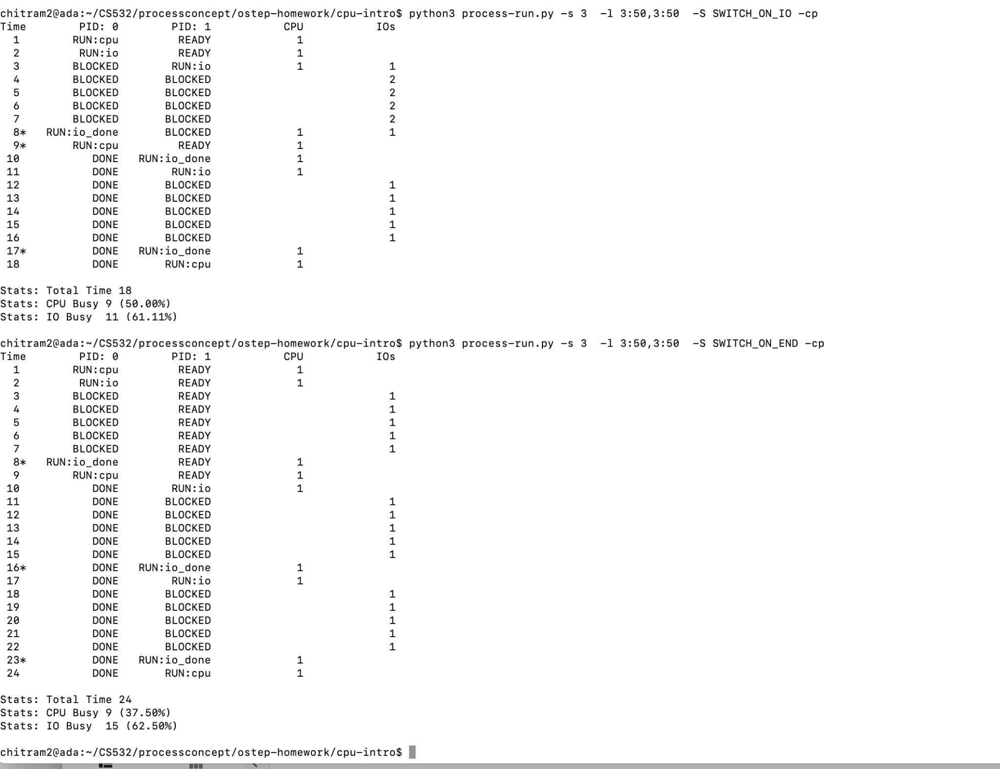 chitram2@ada:~/CS532/processconcept/ostep-homework/cpu-intro$ python3 process-run.py -s 3  -l 3:50,3:50  -S SWITCH_ON_IO -cp
Time        PID: 0        PID: 1           CPU           IOs
  1        RUN:cpu         READY             1
  2         RUN:io         READY             1
  3        BLOCKED        RUN:io             1             1
  4        BLOCKED       BLOCKED                           2
  5        BLOCKED       BLOCKED                           2
  6        BLOCKED       BLOCKED                           2
  7        BLOCKED       BLOCKED                           2
  8*   RUN:io_done       BLOCKED             1             1
  9*       RUN:cpu         READY             1
 10           DONE   RUN:io_done             1
 11           DONE        RUN:io             1
 12           DONE       BLOCKED                           1
 13           DONE       BLOCKED                           1
 14           DONE       BLOCKED                           1
 15           DONE       BLOCKED                           1
 16           DONE       BLOCKED                           1
 17*          DONE   RUN:io_done             1
 18           DONE       RUN:cpu             1
Stats: Total Time 18
Stats: CPU Busy 9 (50.00%)
Stats: IO Busy  11 (61.11%)
chitram2@ada:~/CS532/processconcept/ostep-homework/cpu-intro$ python3 process-run.py -s 3  -l 3:50,3:50  -S SWITCH_ON_END -cp
Time        PID: 0        PID: 1           CPU           IOs
  1        RUN:cpu         READY             1
  2         RUN:io         READY             1
  3        BLOCKED         READY                           1
  4        BLOCKED         READY                           1
  5        BLOCKED         READY                           1
  6        BLOCKED         READY                           1
  7        BLOCKED         READY                           1
  8*   RUN:io_done         READY             1
  9        RUN:cpu         READY             1
 10           DONE        RUN:io             1
 11           DONE       BLOCKED                           1
 12           DONE       BLOCKED                           1
 13           DONE       BLOCKED                           1
 14           DONE       BLOCKED                           1
 15           DONE       BLOCKED                           1
 16*          DONE   RUN:io_done             1
 17           DONE        RUN:io             1
 18           DONE       BLOCKED                           1
 19           DONE       BLOCKED                           1
 20           DONE       BLOCKED                           1
 21           DONE       BLOCKED                           1
 22           DONE       BLOCKED                           1
 23*          DONE   RUN:io_done             1
 24           DONE       RUN:cpu             1
Stats: Total Time 24
Stats: CPU Busy 9 (37.50%)
Stats: IO Busy  15 (62.50%)
chitram2@ada:~/CS532/processconcept/ostep-homework/cpu-intro$